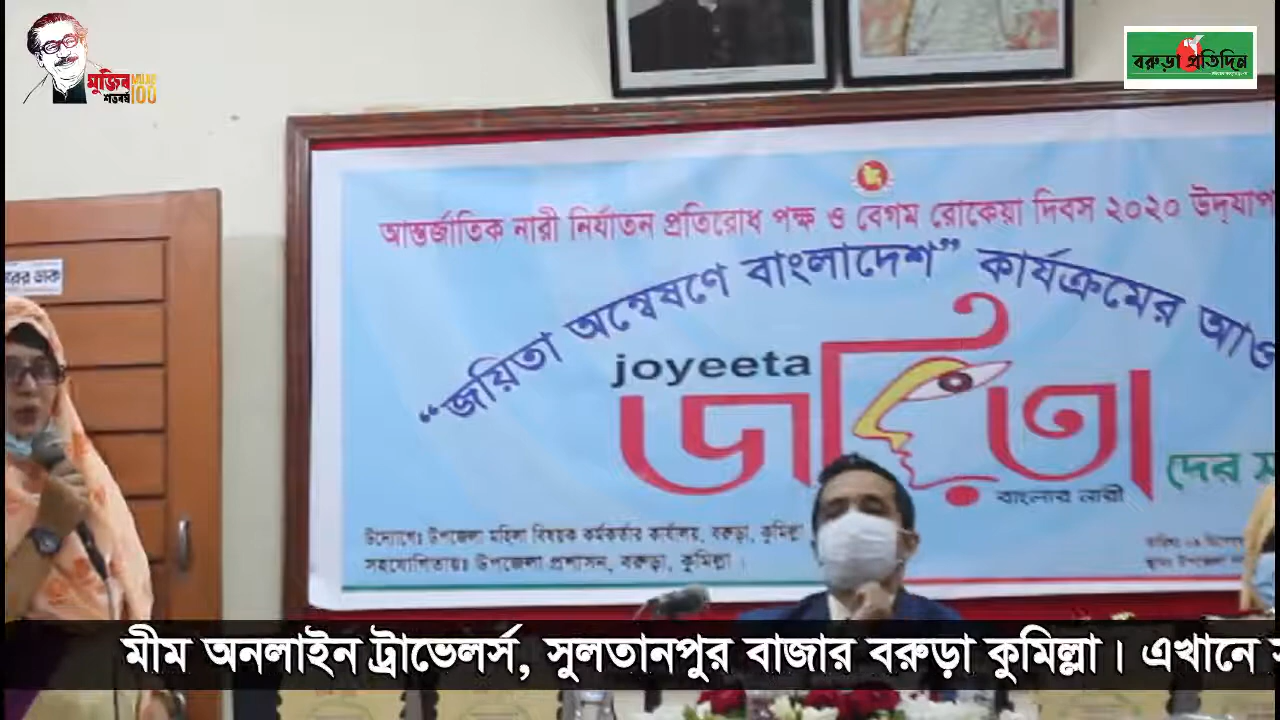 মুজিব
শতবর্ষ
MUJIB
100
বরুড়া প্রতিদিন
আন্তর্জাতিক নারী নির্যাতন প্রতিরোধ পক্ষ ও বেগম রোকেয়া দিবস ২০২০ উদ্‌যাপ
“জয়িতা অন্বেষণে বাংলাদেশ” কার্যক্রমের আও
joyeeta
জয়িতা
দের স
বাংলার নারী
উদ্যোগেঃ উপজেলা মহিলা বিষয়ক কর্মকর্তার কার্যালয়, বরুড়া, কুমিল্লা
সহযোগিতায়ঃ উপজেলা প্রশাসন, বরুড়া, কুমিল্লা ।
মীম অনলাইন ট্রাভেলর্স, সুলতানপুর বাজার বরুড়া কুমিল্লা। এখানে